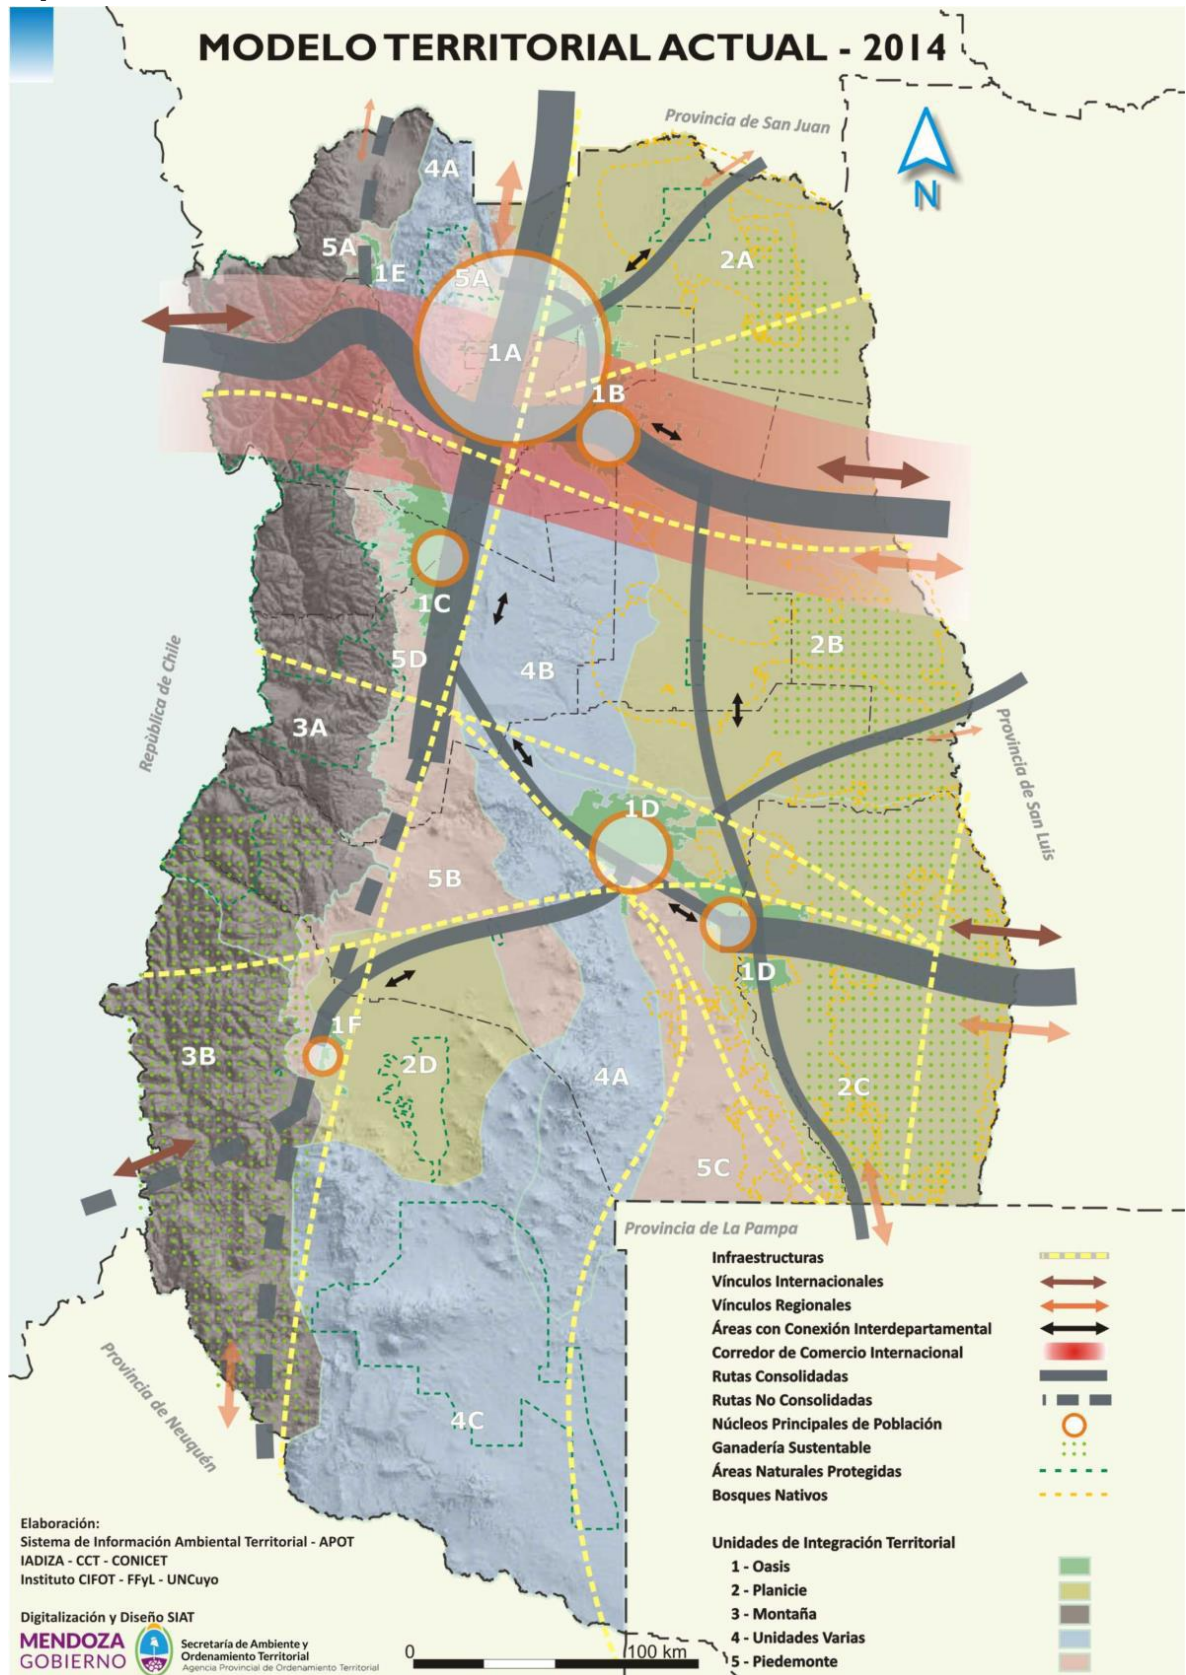 MODELO TERRITORIAL ACTUAL - 2014
Provincia de San Juan
N
4A
5A
1E
5A
2A
1A
1B
1C
5D
4B
2B
3A
República de Chile
Provincia de San Luis
1D
5B
1D
1F
3B
2D
4A
2C
5C
Provincia de La Pampa
4C
Provincia de Neuquén
Infraestructuras
Vínculos Internacionales
Vínculos Regionales
Áreas con Conexión Interdepartamental
Corredor de Comercio Internacional
Rutas Consolidadas
Rutas No Consolidadas
Núcleos Principales de Población
Ganadería Sustentable
Áreas Naturales Protegidas
Bosques Nativos
Unidades de Integración Territorial
1 - Oasis
2 - Planicie
3 - Montaña
4 - Unidades Varias
5 - Piedemonte
Elaboración:
Sistema de Información Ambiental Territorial - APOT
IADIZA - CCT - CONICET
Instituto CIFOT - FFyL - UNCuyo
Digitalización y Diseño SIAT
MENDOZA
GOBIERNO
Secretaría de Ambiente y
Ordenamiento Territorial
Agencia Provincial de Ordenamiento Territorial
0 100 km